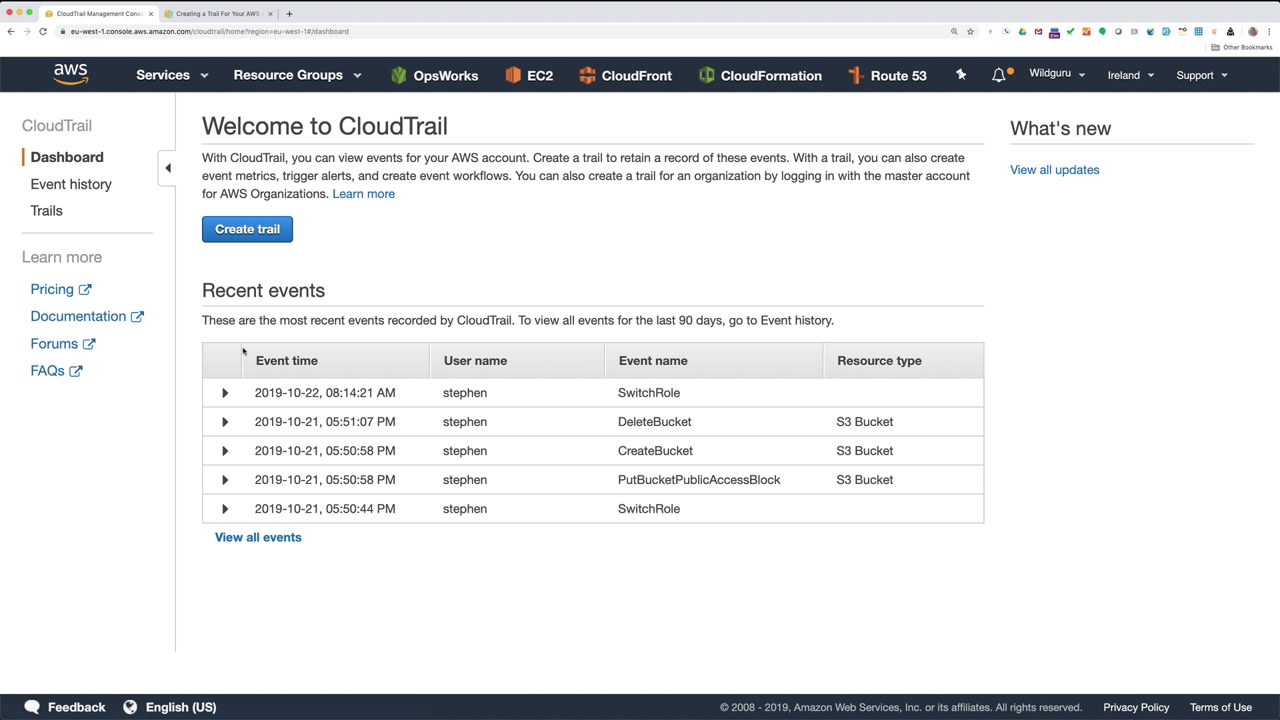 CloudTrail Management Cons
Creating a Trail For Your AWS
eu-west-1.console.aws.amazon.com/cloudtrail/home?region=eu-west-1#/dashboard
Other Bookmarks
aws
Services
Resource Groups
OpsWorks
EC2
CloudFront
CloudFormation
Route 53
Wildguru
Ireland
Support
CloudTrail
Dashboard
Event history
Trails
Learn more
Pricing
Documentation
Forums
FAQs
Welcome to CloudTrail
With CloudTrail, you can view events for your AWS account. Create a trail to retain a record of these events. With a trail, you can also create
event metrics, trigger alerts, and create event workflows. You can also create a trail for an organization by logging in with the master account
for AWS Organizations. Learn more
Create trail
Recent events
These are the most recent events recorded by CloudTrail. To view all events for the last 90 days, go to Event history.
Event time User name Event name Resource type
2019-10-22, 08:14:21 AM stephen SwitchRole
2019-10-21, 05:51:07 PM stephen DeleteBucket S3 Bucket
2019-10-21, 05:50:58 PM stephen CreateBucket S3 Bucket
2019-10-21, 05:50:58 PM stephen PutBucketPublicAccessBlock S3 Bucket
2019-10-21, 05:50:44 PM stephen SwitchRole
View all events
What's new
View all updates
Feedback
English (US)
© 2008 - 2019, Amazon Web Services, Inc. or its affiliates. All rights reserved.
Privacy Policy
Terms of Use